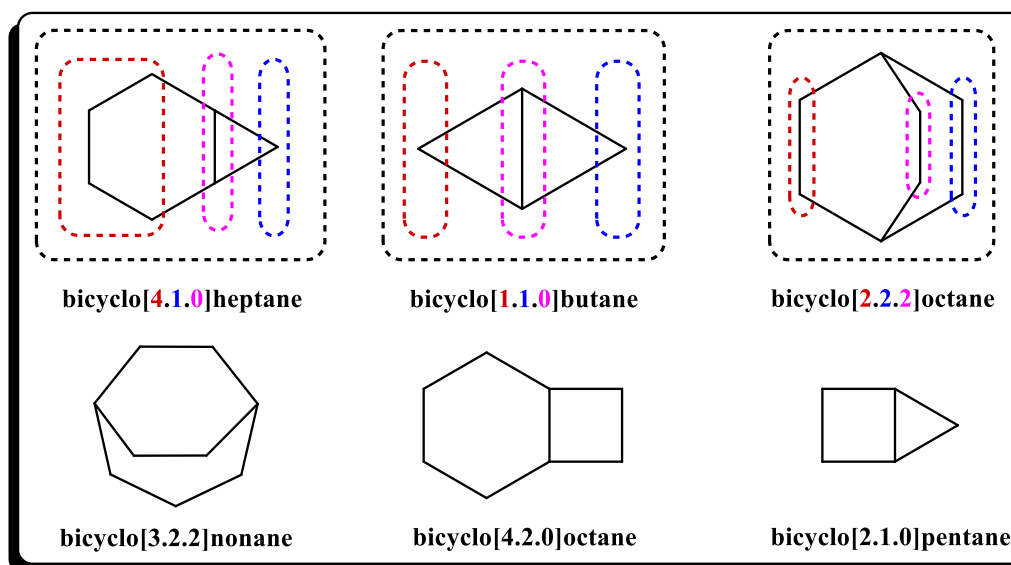 bicyclo[4.1.0]heptane
bicyclo[1.1.0]butane
bicyclo[2.2.2]octane
bicyclo[3.2.2]nonane
bicyclo[4.2.0]octane
bicyclo[2.1.0]pentane